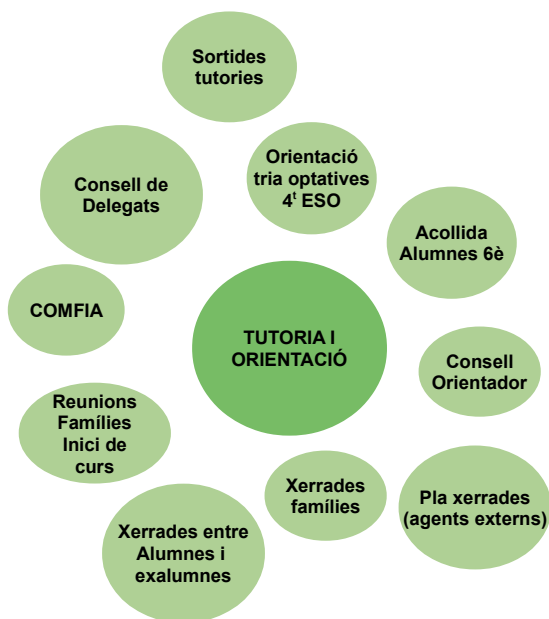 Sortides
tutories
Orientació
tria optatives
4t ESO
Consell de
Delegats
Acollida
Alumnes 6è
COMFIA
TUTORIA I
ORIENTACIÓ
Consell
Orientador
Reunions
Famílies
Inici de
curs
Xerrades
famílies
Pla xerrades
(agents externs)
Xerrades entre
Alumnes i
exalumnes